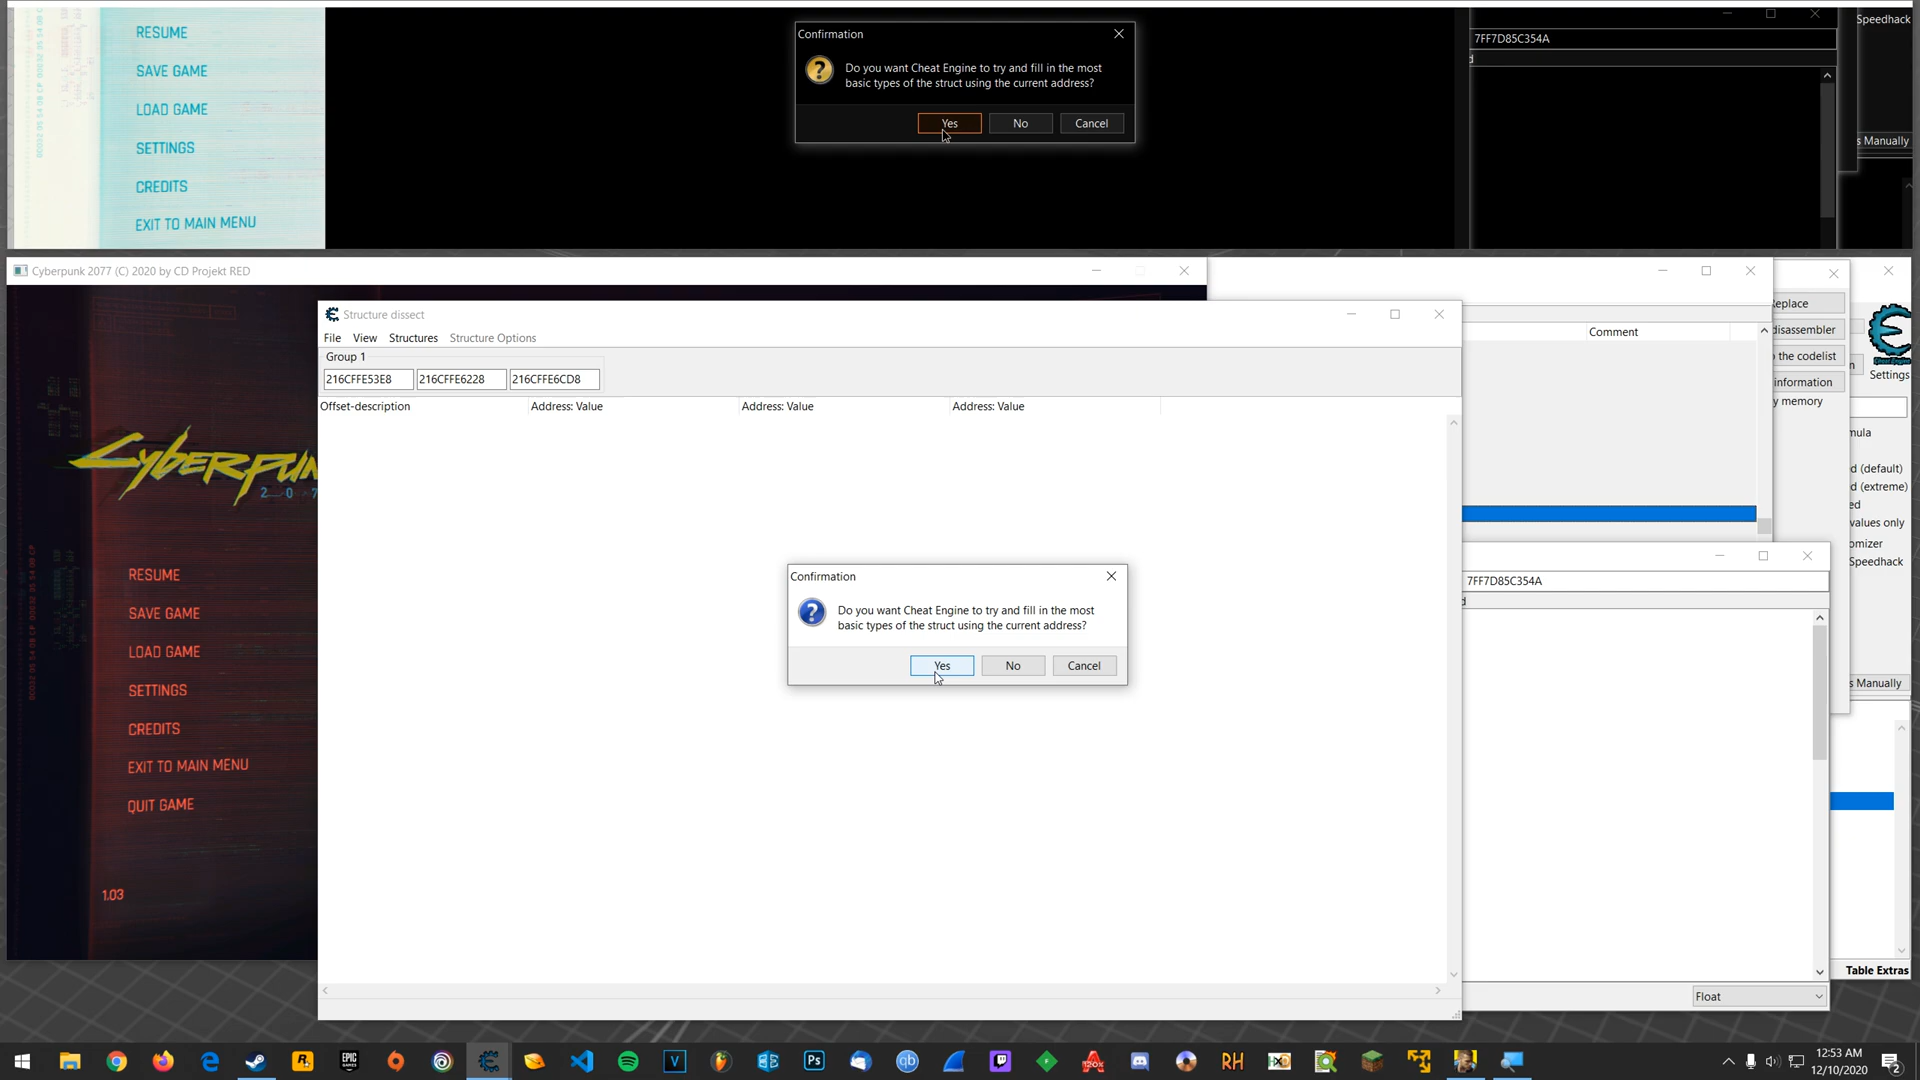 RESUME
SAVE GAME
LOAD GAME
SETTINGS
CREDITS
EXIT TO MAIN MENU
Confirmation
Do you want Cheat Engine to try and fill in the most
basic types of the struct using the current address?
Yes No Cancel
7FF7D85C354A
d
Speedhack
s Manually
Cyberpunk 2077 (C) 2020 by CD Projekt RED
Structure dissect
File View Structures Structure Options
Group 1
216CFFE53E8 216CFFE6228 216CFFE6CD8
Offset-description Address: Value Address: Value Address: Value
Confirmation
Do you want Cheat Engine to try and fill in the most
basic types of the struct using the current address?
Yes No Cancel
RESUME
SAVE GAME
LOAD GAME
SETTINGS
CREDITS
EXIT TO MAIN MENU
QUIT GAME
1.03
Comment
eplace
disassembler
the codelist
information
y memory
Settings
mula
d (default)
d (extreme)
ed
values only
omizer
Speedhack
7FF7D85C354A
d
s Manually
Table Extras
Float
12:53 AM
12/10/2020
2